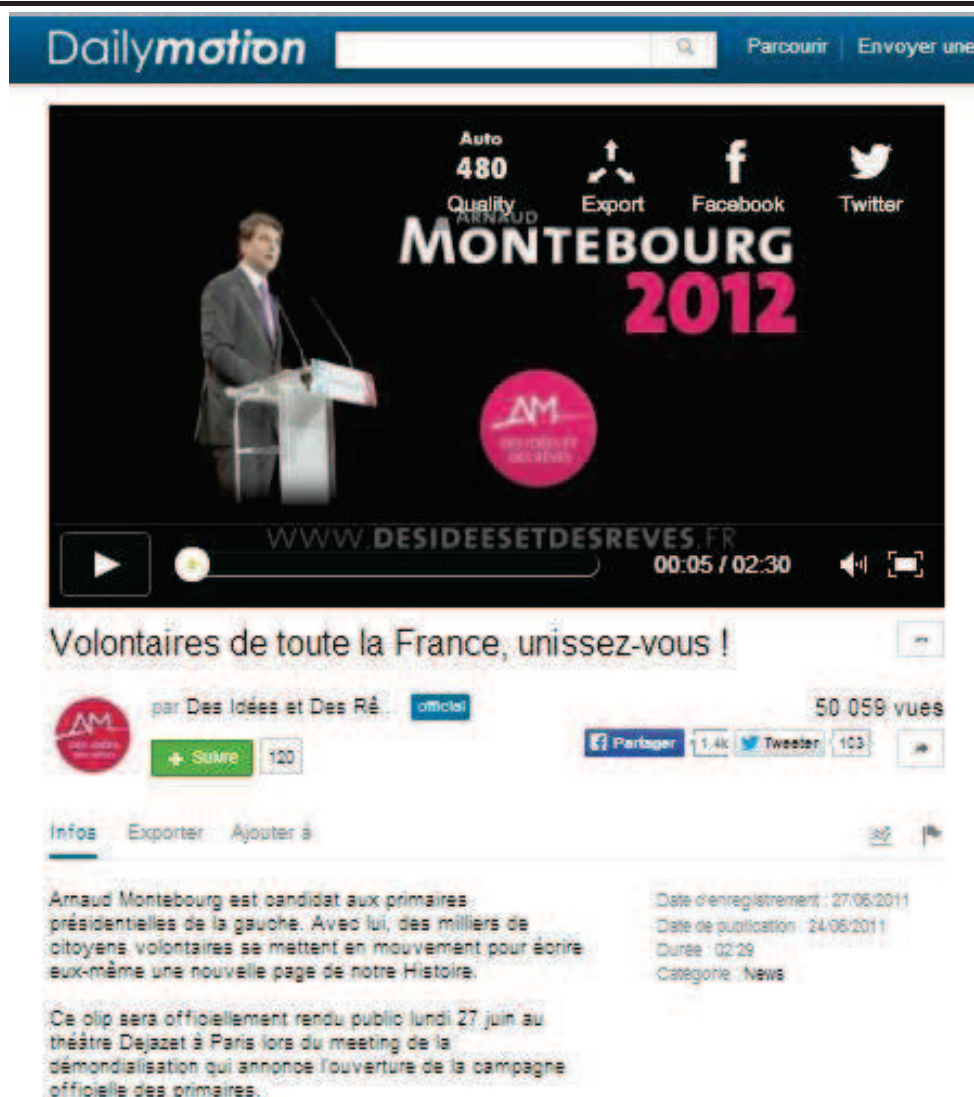 Dailymotion Parcourir Envoyer une
Auto
480
Quality Export Facebook Twitter
ARNAUD
MONTEBOURG
2012
AM
DES IDÉES ET
DES RÊVES
WWW.DESIDEESETDESREVES.FR
00:05 / 02:30
Volontaires de toute la France, unissez-vous !
par Des Idées et Des Rê... official
50 059 vues
AM
DES IDÉES
+ Suivre 120
Partager 1,4k Tweeter 103
Infos Exporter Ajouter à
Arnaud Montebourg est candidat aux primaires
présidentielles de la gauche. Avec lui, des milliers de
citoyens volontaires se mettent en mouvement pour écrire
eux-même une nouvelle page de notre Histoire.
Ce clip sera officiellement rendu public lundi 27 juin au
théâtre Dejazet à Paris lors du meeting de la
démondialisation qui annonce l'ouverture de la campagne
officielle des primaires.
Date d'enregistrement : 27/06/2011
Date de publication : 24/06/2011
Durée : 02:29
Catégorie : News